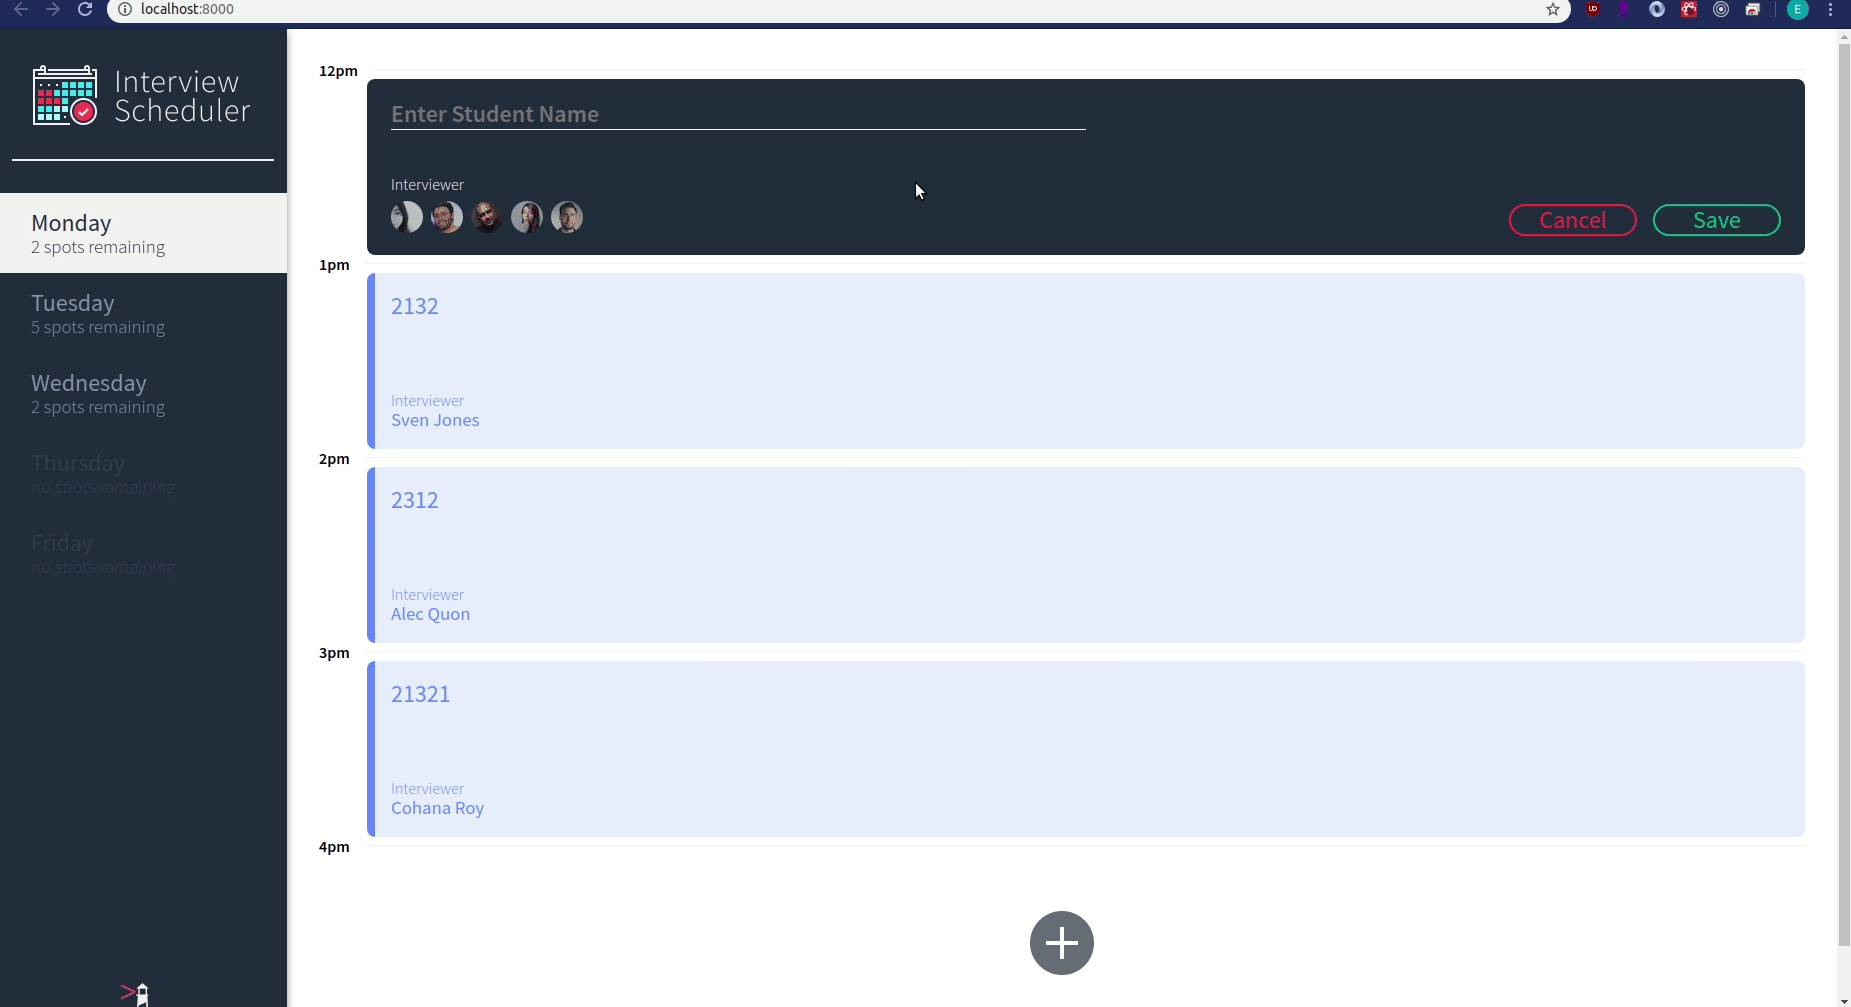 localhost:8000
E
Interview
Scheduler
Monday
2 spots remaining
Tuesday
5 spots remaining
Wednesday
2 spots remaining
Thursday
no spots remaining
Friday
no spots remaining
12pm
Enter Student Name
Interviewer
Cancel
Save
1pm
2132
Interviewer
Sven Jones
2pm
2312
Interviewer
Alec Quon
3pm
21321
Interviewer
Cohana Roy
4pm